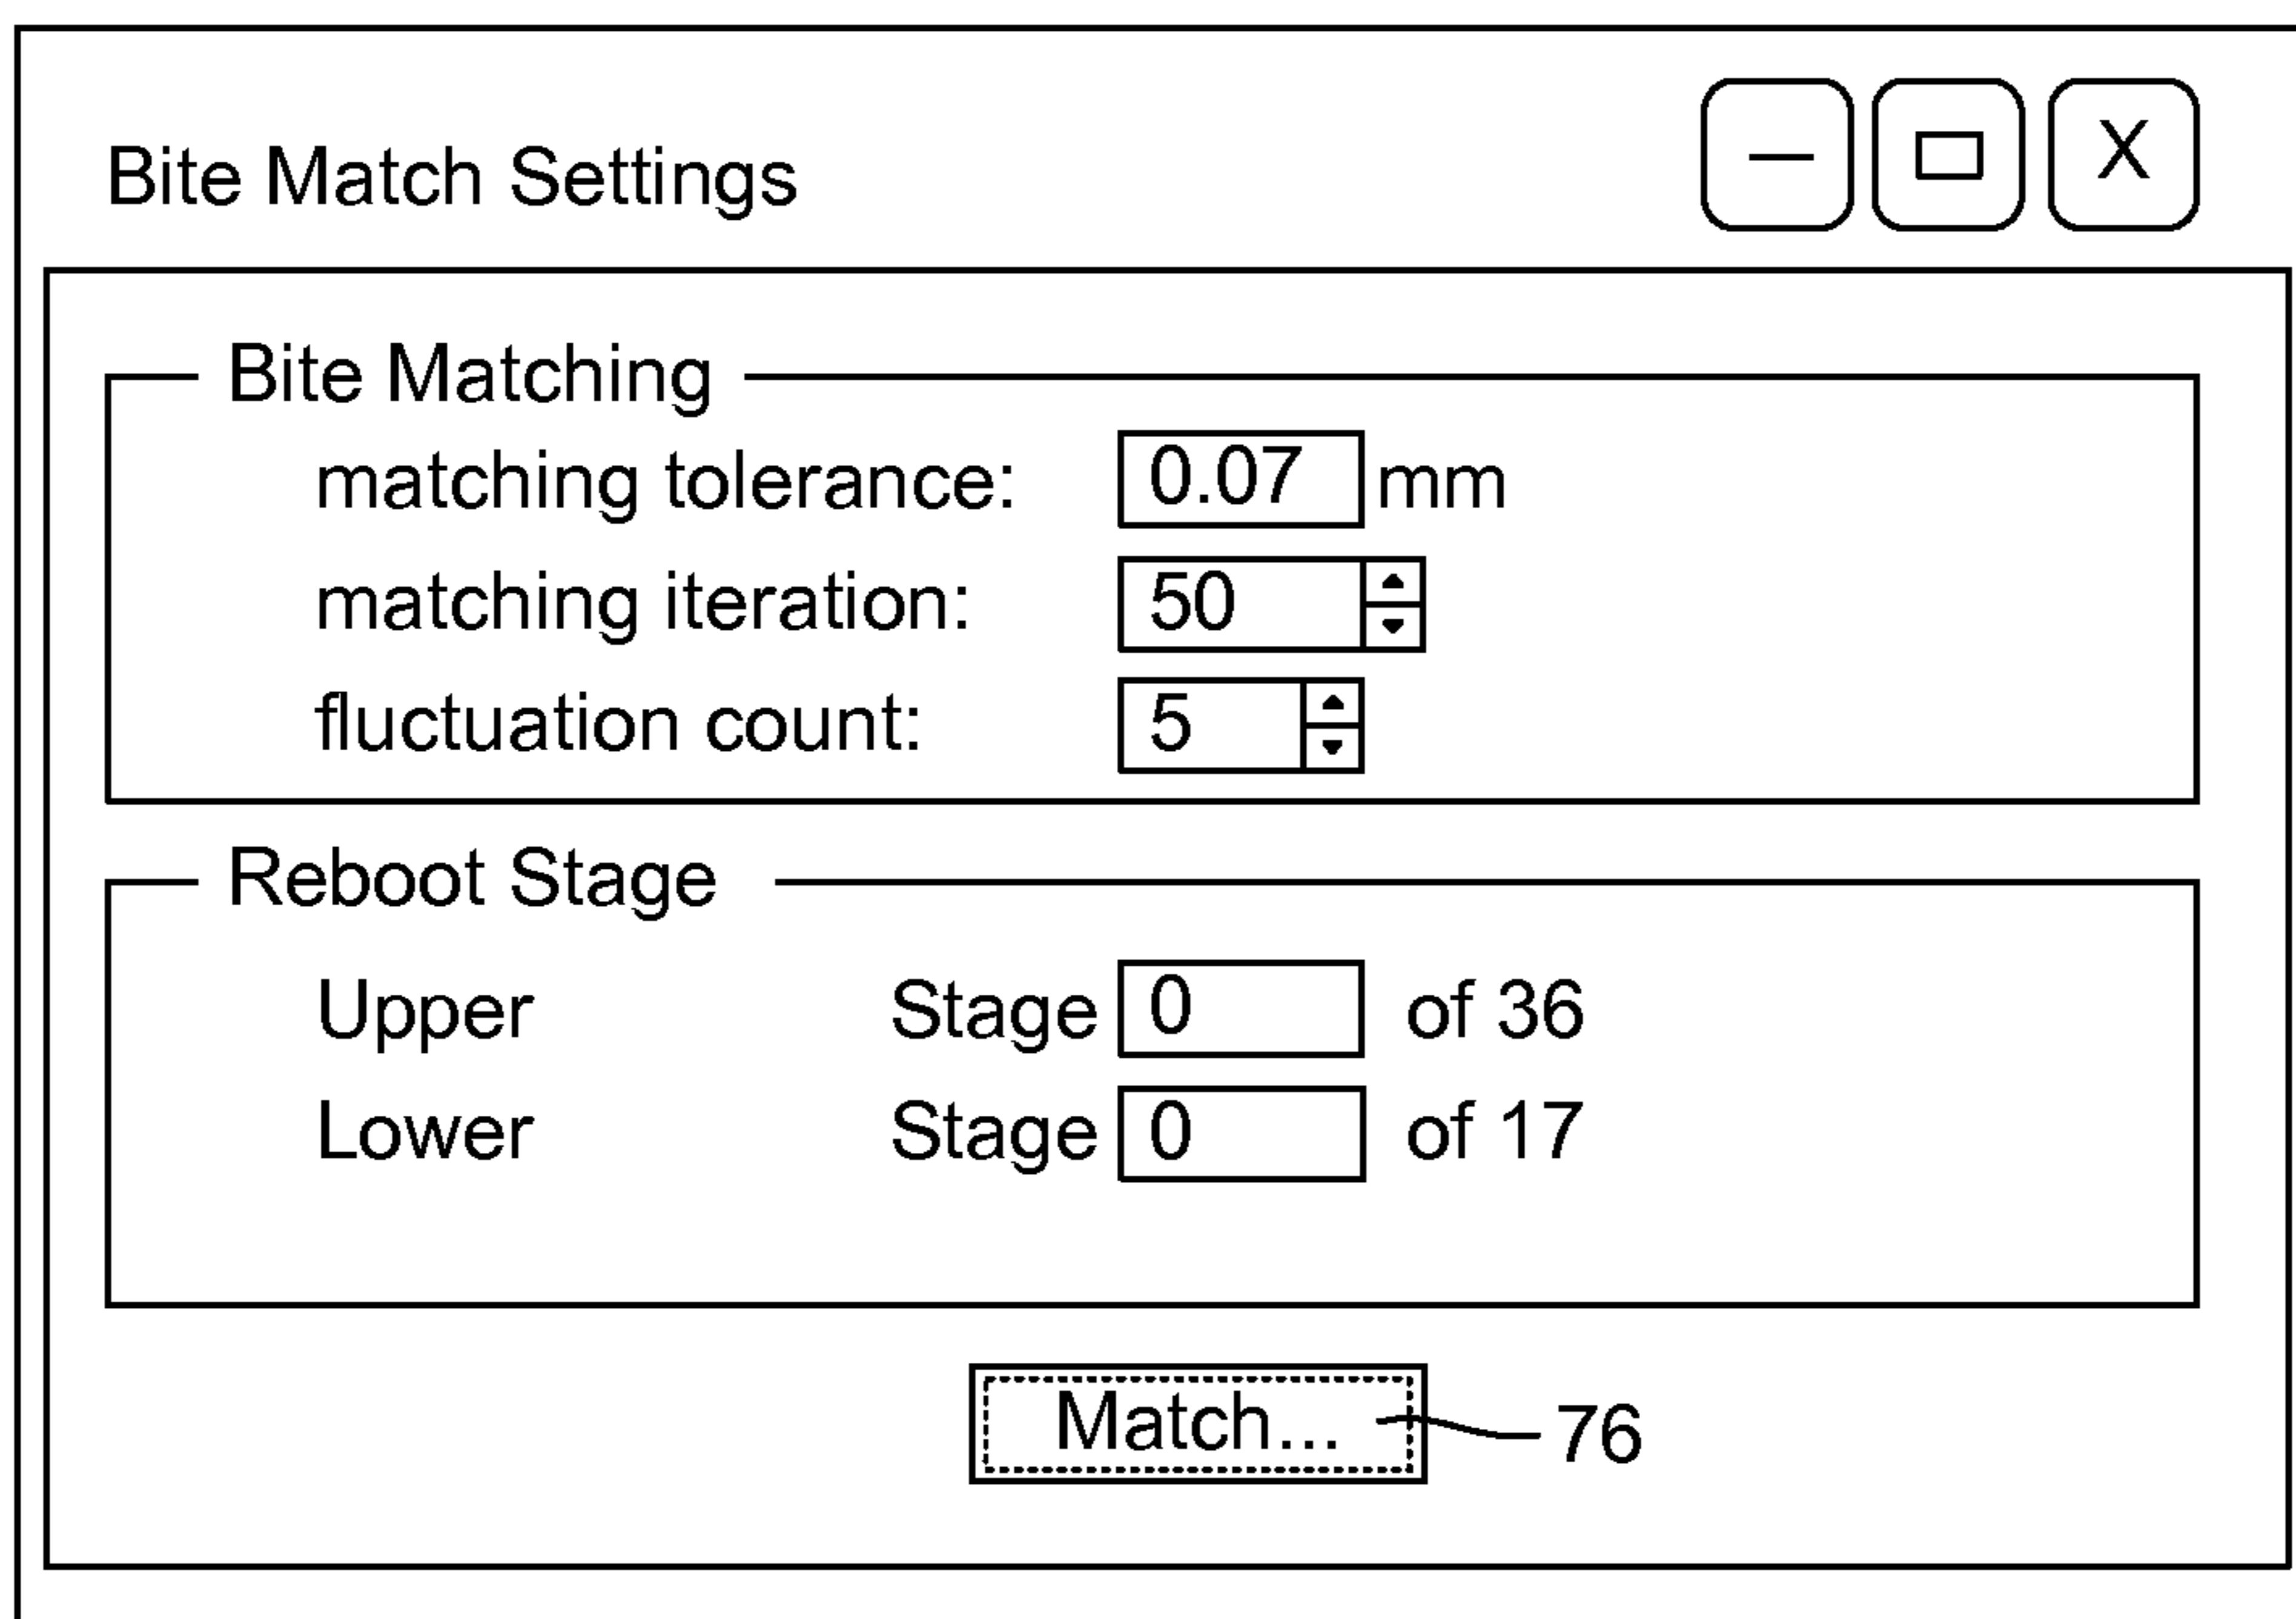 Bite Match Settings — X
Bite Matching
matching tolerance: 0.07 mm
matching iteration: 50
fluctuation count: 5
Reboot Stage
Upper Stage 0 of 36
Lower Stage 0 of 17
Match... 76